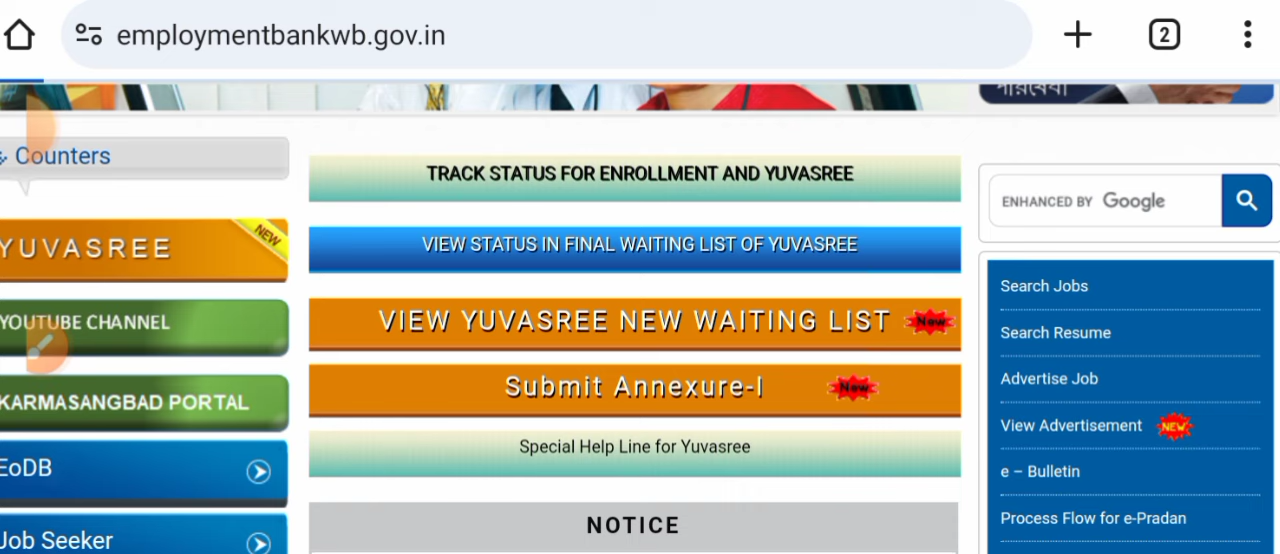 employmentbankwb.gov.in
2
পরিষেবা
Counters
YUVASREE
NEW
YOUTUBE CHANNEL
KARMASANGBAD PORTAL
EoDB
Job Seeker
TRACK STATUS FOR ENROLLMENT AND YUVASREE
VIEW STATUS IN FINAL WAITING LIST OF YUVASREE
VIEW YUVASREE NEW WAITING LIST New
Submit Annexure-I New
Special Help Line for Yuvasree
NOTICE
ENHANCED BY Google
Search Jobs
Search Resume
Advertise Job
View Advertisement NEW
e – Bulletin
Process Flow for e-Pradan